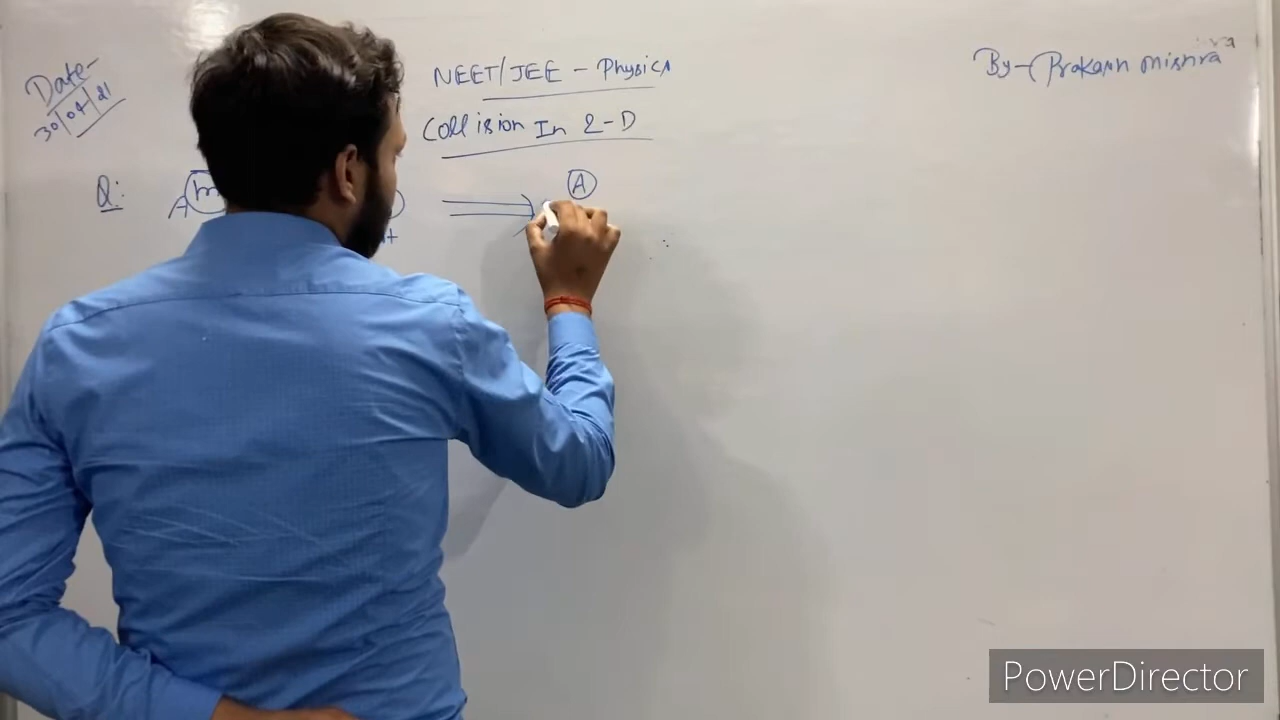 Date-
30/04/21
NEET/JEE - Physics
Collision In 2-D
By- Prakash Mishra
Q:
A m
A
PowerDirector